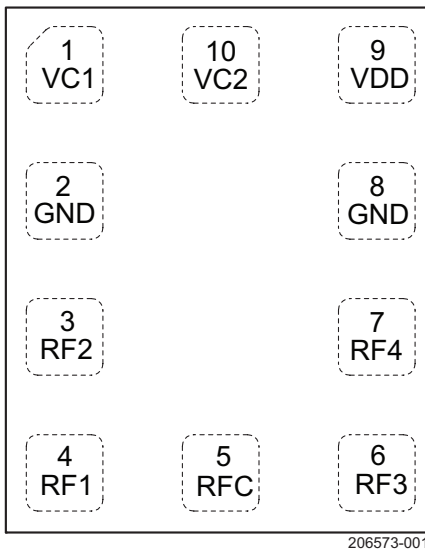 1
VC1
10
VC2
9
VDD
2
GND
8
GND
3
RF2
7
RF4
4
RF1
5
RFC
6
RF3
206573-001